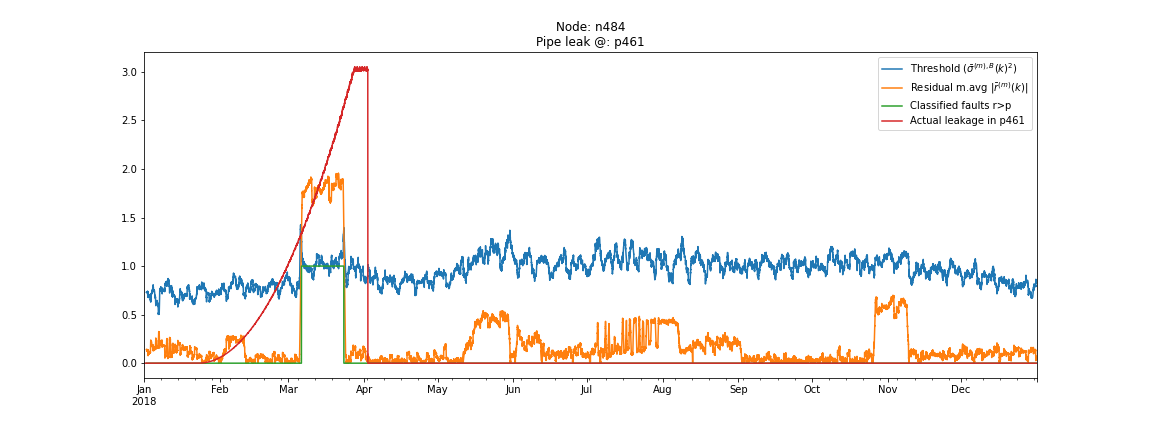 Node: n484
Pipe leak @: p461
Threshold (σ̄⁽ᵐ⁾,ᴮ(k)²)
Residual m.avg |r̄⁽ᵐ⁾(k)|
Classified faults r>p
Actual leakage in p461
3.0
2.5
2.0
1.5
1.0
0.5
0.0
Jan Feb Mar Apr May Jun Jul Aug Sep Oct Nov Dec
2018